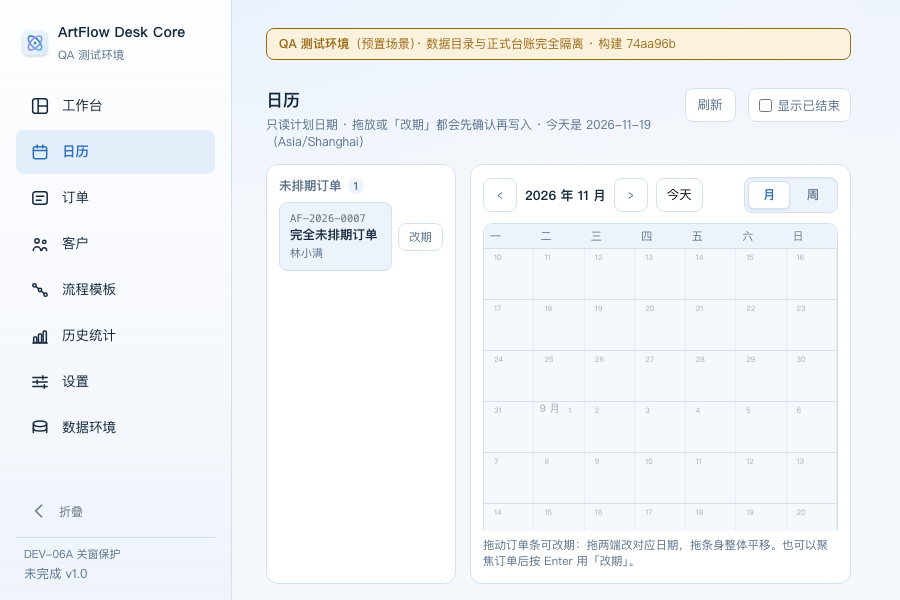 ArtFlow Desk Core
QA 测试环境
工作台
日历
订单
客户
流程模板
历史统计
设置
数据环境
折叠
DEV-06A 关窗保护
未完成 v1.0
QA 测试环境（预置场景）· 数据目录与正式台账完全隔离 · 构建 74aa96b
日历
只读计划日期 · 拖放或「改期」都会先确认再写入 · 今天是 2026-11-19
（Asia/Shanghai）
刷新
显示已结束
未排期订单 1
AF-2026-0007
完全未排期订单
林小满
改期
‹ 2026 年 11 月 › 今天
月 周
一 二 三 四 五 六 日
10 11 12 13 14 15 16
17 18 19 20 21 22 23
24 25 26 27 28 29 30
31 9 月 1 2 3 4 5 6
7 8 9 10 11 12 13
14 15 16 17 18 19 20
拖动订单条可改期：拖两端改对应日期，拖条身整体平移。也可以聚
焦订单后按 Enter 用「改期」。